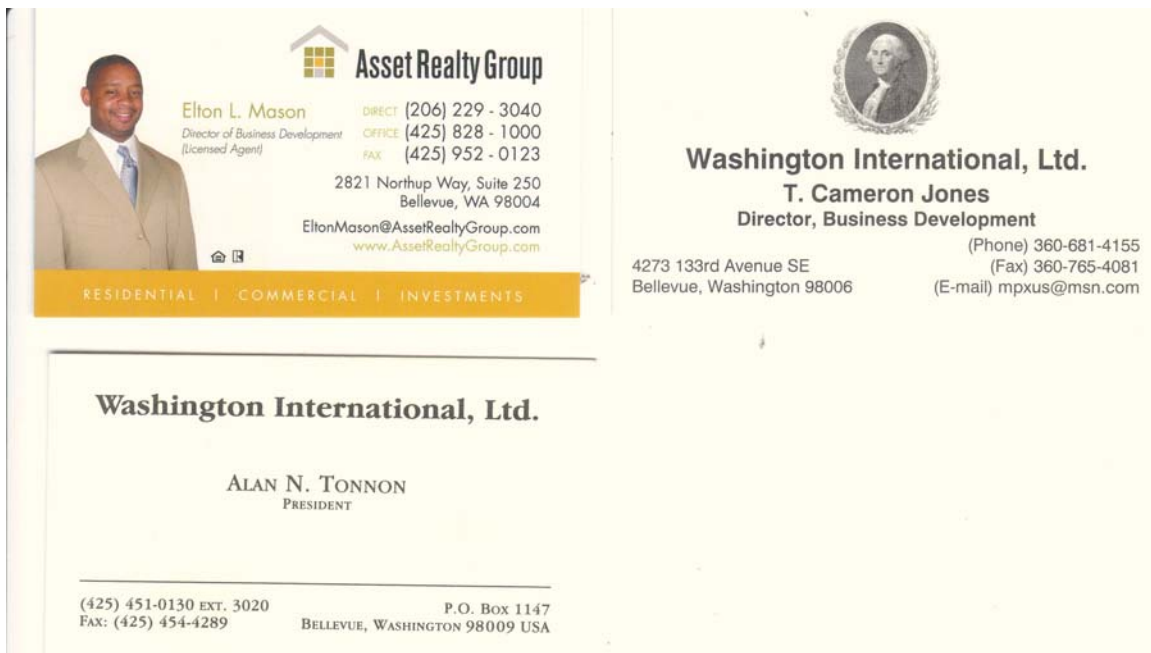 Asset Realty Group
Elton L. Mason
Director of Business Development
(Licensed Agent)
DIRECT (206) 229 - 3040
OFFICE (425) 828 - 1000
FAX (425) 952 - 0123
2821 Northup Way, Suite 250
Bellevue, WA 98004
EltonMason@AssetRealtyGroup.com
www.AssetRealtyGroup.com
RESIDENTIAL | COMMERCIAL | INVESTMENTS
Washington International, Ltd.
T. Cameron Jones
Director, Business Development
4273 133rd Avenue SE
Bellevue, Washington 98006
(Phone) 360-681-4155
(Fax) 360-765-4081
(E-mail) mpxus@msn.com
Washington International, Ltd.
ALAN N. TONNON
PRESIDENT
(425) 451-0130 EXT. 3020
FAX: (425) 454-4289
P.O. BOX 1147
BELLEVUE, WASHINGTON 98009 USA